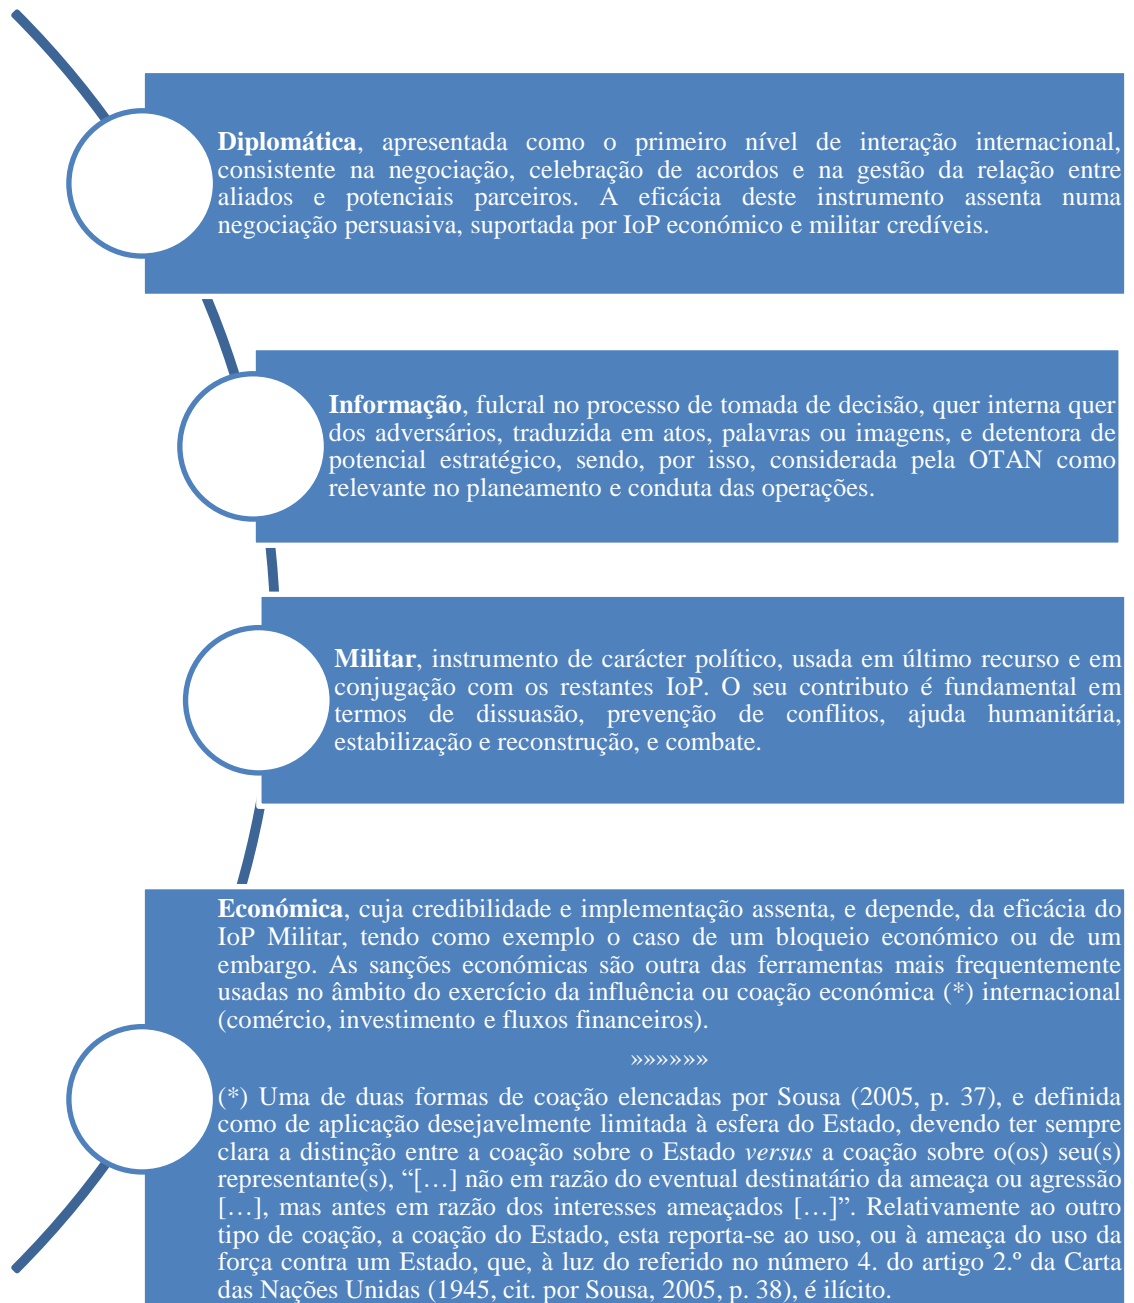 Diplomática, apresentada como o primeiro nível de interação internacional,
consistente na negociação, celebração de acordos e na gestão da relação entre
aliados e potenciais parceiros. A eficácia deste instrumento assenta numa
negociação persuasiva, suportada por IoP económico e militar credíveis.
Informação, fulcral no processo de tomada de decisão, quer interna quer
dos adversários, traduzida em atos, palavras ou imagens, e detentora de
potencial estratégico, sendo, por isso, considerada pela OTAN como
relevante no planeamento e conduta das operações.
Militar, instrumento de carácter político, usada em último recurso e em
conjugação com os restantes IoP. O seu contributo é fundamental em
termos de dissuasão, prevenção de conflitos, ajuda humanitária,
estabilização e reconstrução, e combate.
Económica, cuja credibilidade e implementação assenta, e depende, da eficácia do
IoP Militar, tendo como exemplo o caso de um bloqueio económico ou de um
embargo. As sanções económicas são outra das ferramentas mais frequentemente
usadas no âmbito do exercício da influência ou coação económica (*) internacional
(comércio, investimento e fluxos financeiros).
»»»»»»
(*) Uma de duas formas de coação elencadas por Sousa (2005, p. 37), e definida
como de aplicação desejavelmente limitada à esfera do Estado, devendo ter sempre
clara a distinção entre a coação sobre o Estado versus a coação sobre o(os) seu(s)
representante(s), “[…] não em razão do eventual destinatário da ameaça ou agressão
[…], mas antes em razão dos interesses ameaçados […]”. Relativamente ao outro
tipo de coação, a coação do Estado, esta reporta-se ao uso, ou à ameaça do uso da
força contra um Estado, que, à luz do referido no número 4. do artigo 2.º da Carta
das Nações Unidas (1945, cit. por Sousa, 2005, p. 38), é ilícito.